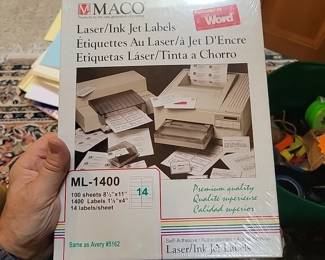 MACO
Laser/Ink Jet Labels
Étiquettes Au Laser/à Jet D'Encre
Etiquetas Láser/Tinta a Chorro
Word
ML-1400
100 sheets 8½"x11"
1400 Labels 1⅓"x4"
14 labels/sheet
14
Premium quality
Qualité supérieure
Calidad superior
Same as Avery #5162
Self-Adhesive
Laser/Ink Jet Labels